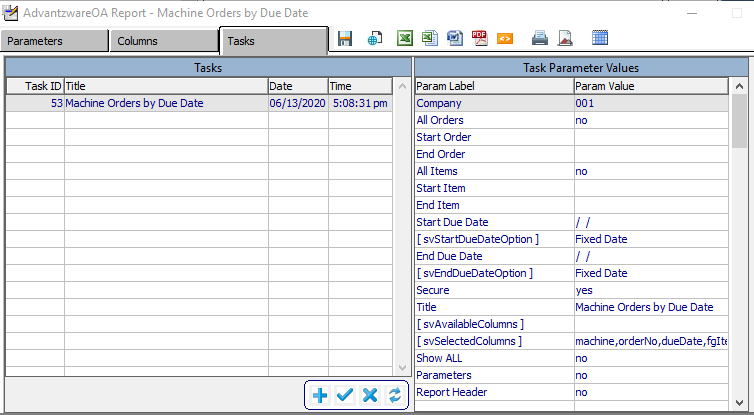 AdvantzwareOA Report - Machine Orders by Due Date
Parameters Columns Tasks
PDF
Tasks
Task ID Title Date Time
53 Machine Orders by Due Date 06/13/2020 5:08:31 pm
Task Parameter Values
Param Label Param Value
Company 001
All Orders no
Start Order
End Order
All Items no
Start Item
End Item
Start Due Date / /
[ svStartDueDateOption ] Fixed Date
End Due Date / /
[ svEndDueDateOption ] Fixed Date
Secure yes
Title Machine Orders by Due Date
[ svAvailableColumns ]
[ svSelectedColumns ] machine,orderNo,dueDate,fgIte
Show ALL no
Parameters no
Report Header no